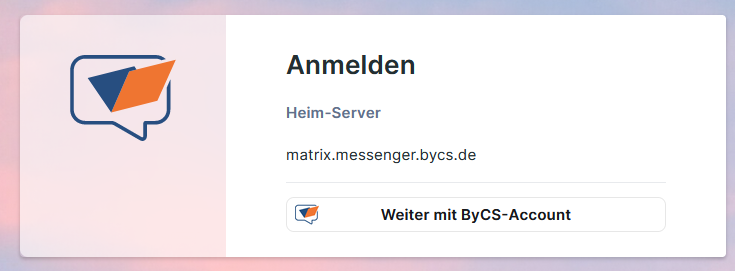 Anmelden
Heim-Server
matrix.messenger.bycs.de
Weiter mit ByCS-Account